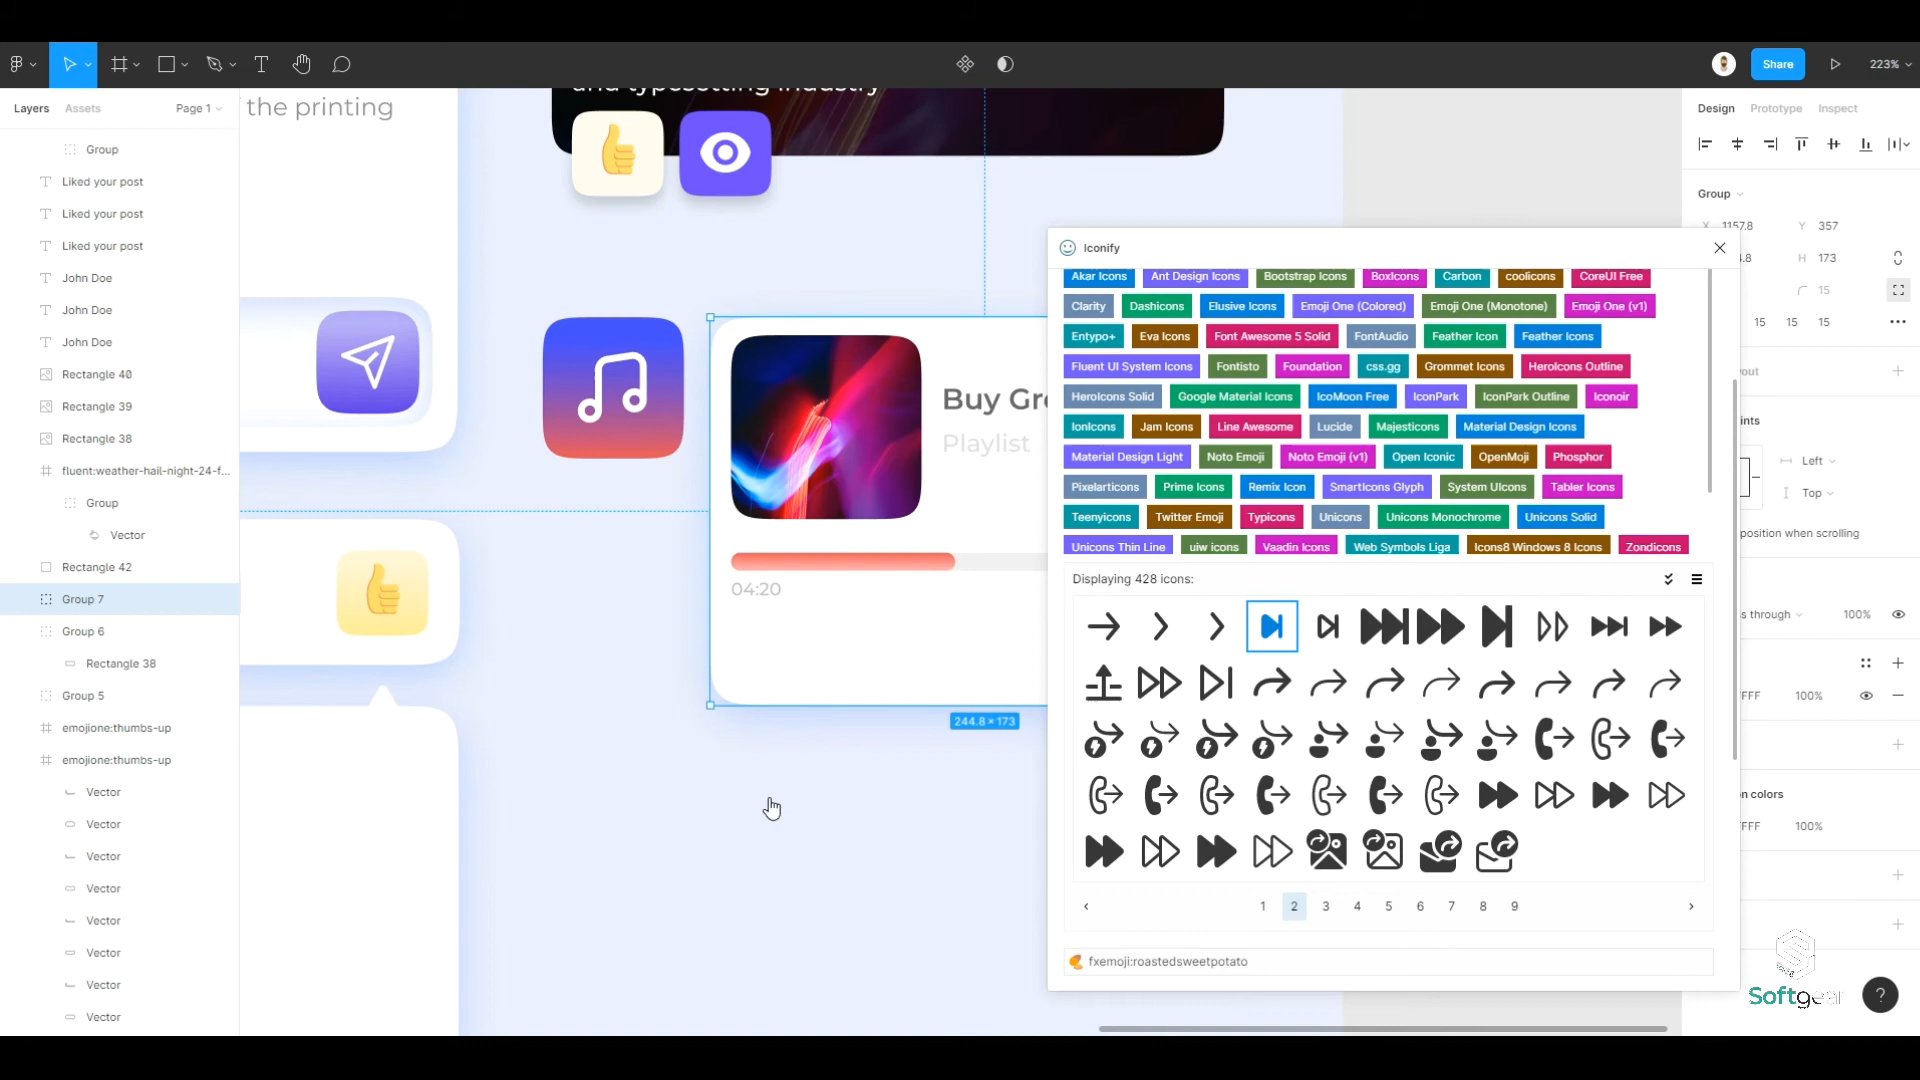 Share
223%
Layers
Assets
Page 1
Design
Prototype
Inspect
the printing
and typesetting industry
Group
Liked your post
Liked your post
Liked your post
John Doe
John Doe
John Doe
Rectangle 40
Rectangle 39
Rectangle 38
fluent:weather-hail-night-24-f...
Group
Vector
Rectangle 42
Group 7
Group 6
Rectangle 38
Group 5
emojione:thumbs-up
emojione:thumbs-up
Vector
Vector
Vector
Vector
Vector
Vector
Vector
Vector
Buy Gr
Playlist
04:20
244.8 × 173
Iconify
Akar Icons Ant Design Icons Bootstrap Icons BoxIcons Carbon coolicons CoreUI Free
Clarity Dashicons Elusive Icons Emoji One (Colored) Emoji One (Monotone) Emoji One (v1)
Entypo+ Eva Icons Font Awesome 5 Solid FontAudio Feather Icon Feather Icons
Fluent UI System Icons Fontisto Foundation css.gg Grommet Icons HeroIcons Outline
HeroIcons Solid Google Material Icons IcoMoon Free IconPark IconPark Outline Iconoir
IonIcons Jam Icons Line Awesome Lucide Majesticons Material Design Icons
Material Design Light Noto Emoji Noto Emoji (v1) Open Iconic OpenMoji Phosphor
Pixelarticons Prime Icons Remix Icon SmartIcons Glyph System UIcons Tabler Icons
Teenyicons Twitter Emoji Typicons Unicons Unicons Monochrome Unicons Solid
Unicons Thin Line uiw icons Vaadin Icons Web Symbols Liga Icons8 Windows 8 Icons Zondicons
Displaying 428 icons:
‹ 1 2 3 4 5 6 7 8 9 ›
fxemoji:roastedsweetpotato
Group
X 1157.8 Y 357
4.8 H 173
15
15 15 15
out
ints
Left
Top
position when scrolling
s through 100%
FFF 100%
on colors
FFF 100%
Softgear
?